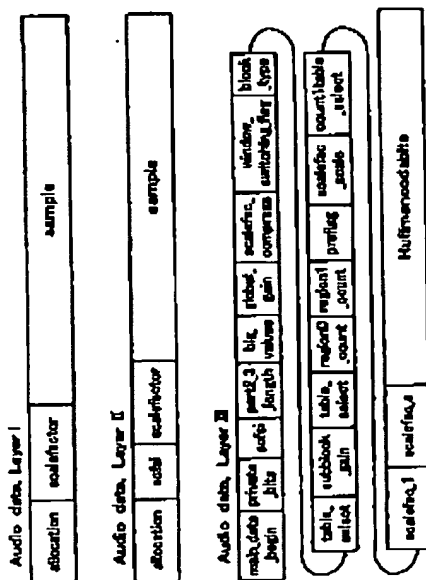 Audio data, Layer I
allocation scalefactor sample
Audio data, Layer II
allocation scfsi scalefactor sample
Audio data, Layer III
main_data_begin private_bits scfsi part2_3_length big_values global_gain scalefac_compress window_switching_flag block_type
table_select subblock_gain table_select region0_count region1_count preflag scalefac_scale count1table_select
scalefac_l scalefac_s Huffmancodebits